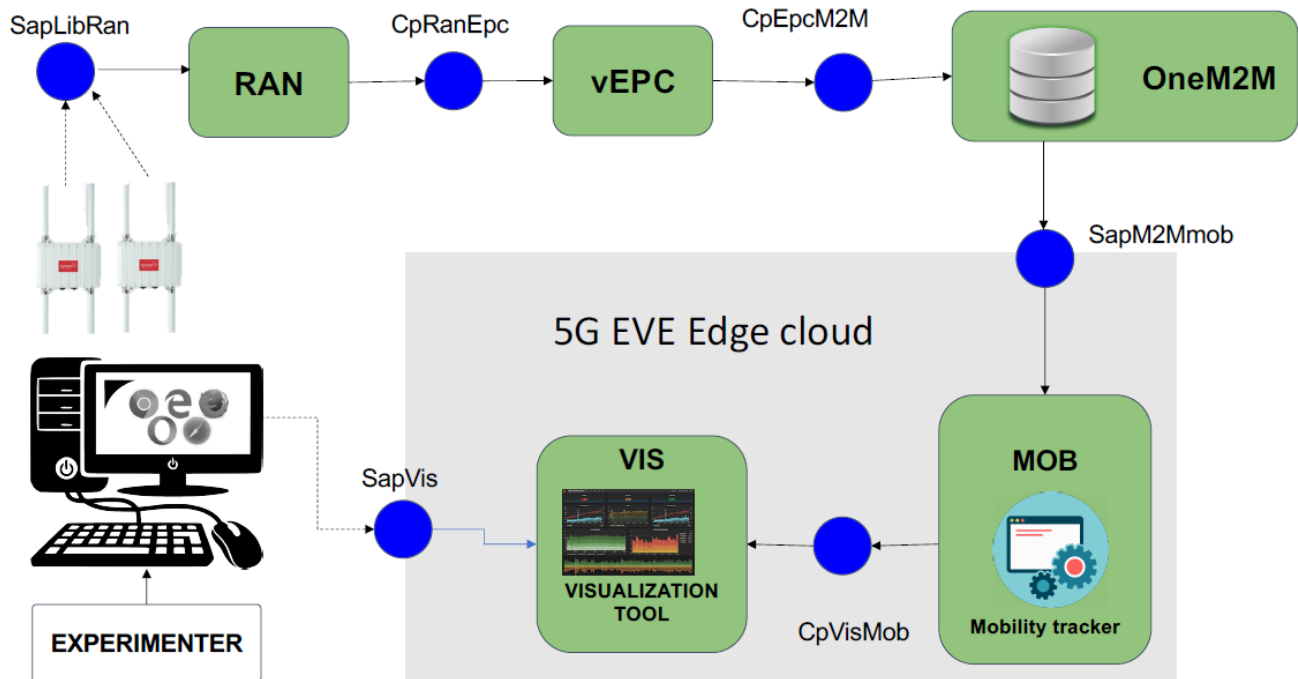 SapLibRan
CpRanEpc
CpEpcM2M
RAN
vEPC
OneM2M
SapM2Mmob
5G EVE Edge cloud
SapVis
VIS
VISUALIZATION
TOOL
CpVisMob
MOB
Mobility tracker
EXPERIMENTER